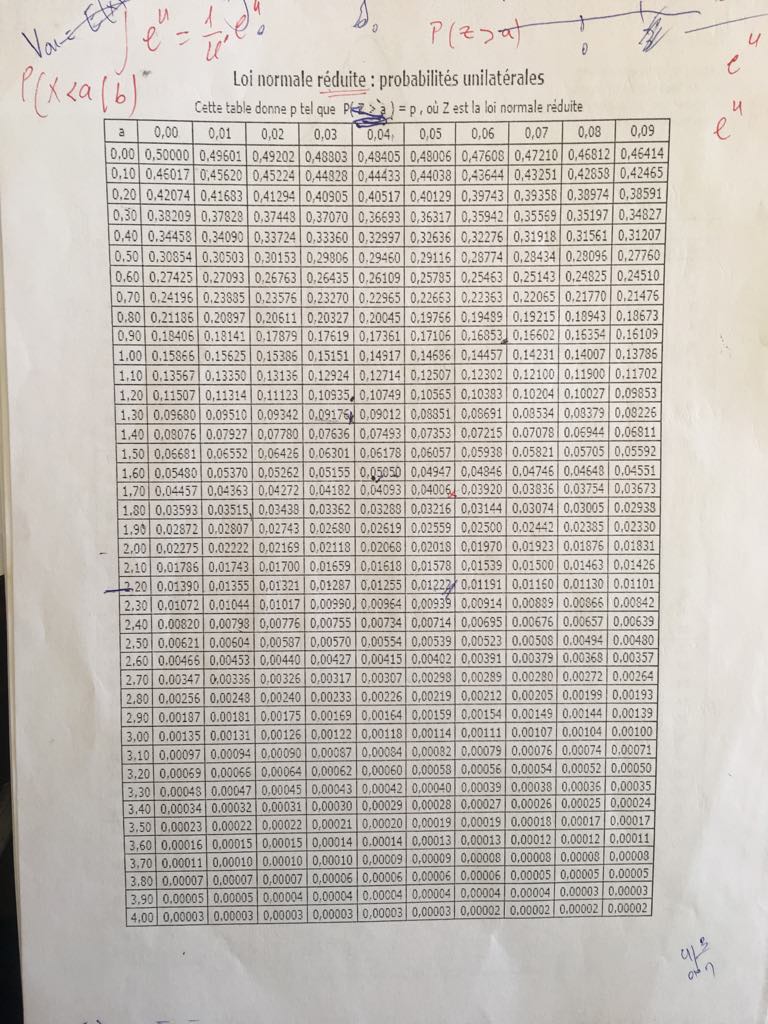 Var = E(x)
∫ e^u = 1/u' e^u
b.
P(z>a)
0
e^u
P(X<a(b)
e^u
Loi normale réduite : probabilités unilatérales
Cette table donne p tel que P(Z > a) = p , où Z est la loi normale réduite
a 0,00 0,01 0,02 0,03 0,04 0,05 0,06 0,07 0,08 0,09
0.00 0,50000 0,49601 0,49202 0,48803 0,48405 0,48006 0,47608 0,47210 0,46812 0,46414
0.10 0,46017 0,45620 0,45224 0,44828 0,44433 0,44038 0,43644 0,43251 0,42858 0,42465
0.20 0,42074 0,41683 0,41294 0,40905 0,40517 0,40129 0,39743 0,39358 0,38974 0,38591
0,30 0,38209 0,37828 0,37448 0,37070 0,36693 0,36317 0,35942 0,35569 0,35197 0,34827
0,40 0,34458 0,34090 0,33724 0,33360 0,32997 0,32636 0,32276 0,31918 0,31561 0,31207
0,50 0,30854 0,30503 0,30153 0,29806 0,29460 0,29116 0,28774 0,28434 0,28096 0,27760
0.60 0,27425 0,27093 0,26763 0,26435 0,26109 0,25785 0,25463 0,25143 0,24825 0,24510
0,70 0,24196 0,23885 0,23576 0,23270 0,22965 0,22663 0,22363 0,22065 0,21770 0,21476
0.80 0,21186 0,20897 0,20611 0,20327 0,20045 0,19766 0,19489 0,19215 0,18943 0,18673
0.90 0,18406 0,18141 0,17879 0,17619 0,17361 0,17106 0,16853 0,16602 0,16354 0,16109
1.00 0,15866 0,15625 0,15386 0,15151 0,14917 0,14686 0,14457 0,14231 0,14007 0,13786
1,10 0,13567 0,13350 0,13136 0,12924 0,12714 0,12507 0,12302 0,12100 0,11900 0,11702
1,20 0,11507 0,11314 0,11123 0,10935 0,10749 0,10565 0,10383 0,10204 0,10027 0,09853
1.30 0,09680 0,09510 0,09342 0,09176 0,09012 0,08851 0,08691 0,08534 0,08379 0,08226
1,40 0,08076 0,07927 0,07780 0,07636 0,07493 0,07353 0,07215 0,07078 0,06944 0,06811
1,50 0,06681 0,06552 0,06426 0,06301 0,06178 0,06057 0,05938 0,05821 0,05705 0,05592
1,60 0,05480 0,05370 0,05262 0,05155 0,05050 0,04947 0,04846 0,04746 0,04648 0,04551
1,70 0,04457 0,04363 0,04272 0,04182 0,04093 0,04006 0,03920 0,03836 0,03754 0,03673
1.80 0,03593 0,03515 0,03438 0,03362 0,03288 0,03216 0,03144 0,03074 0,03005 0,02938
1,90 0,02872 0,02807 0,02743 0,02680 0,02619 0,02559 0,02500 0,02442 0,02385 0,02330
2,00 0,02275 0,02222 0,02169 0,02118 0,02068 0,02018 0,01970 0,01923 0,01876 0,01831
2,10 0,01786 0,01743 0,01700 0,01659 0,01618 0,01578 0,01539 0,01500 0,01463 0,01426
2,20 0,01390 0,01355 0,01321 0,01287 0,01255 0,01222 0,01191 0,01160 0,01130 0,01101
2,30 0,01072 0,01044 0,01017 0,00990 0,00964 0,00939 0,00914 0,00889 0,00866 0,00842
2,40 0,00820 0,00798 0,00776 0,00755 0,00734 0,00714 0,00695 0,00676 0,00657 0,00639
2.50 0,00621 0,00604 0,00587 0,00570 0,00554 0,00539 0,00523 0,00508 0,00494 0,00480
2,60 0,00466 0,00453 0,00440 0,00427 0,00415 0,00402 0,00391 0,00379 0,00368 0,00357
2.70 0,00347 0,00336 0,00326 0,00317 0,00307 0,00298 0,00289 0,00280 0,00272 0,00264
2,80 0,00256 0,00248 0,00240 0,00233 0,00226 0,00219 0,00212 0,00205 0,00199 0,00193
2,90 0,00187 0,00181 0,00175 0,00169 0,00164 0,00159 0,00154 0,00149 0,00144 0,00139
3,00 0,00135 0,00131 0,00126 0,00122 0,00118 0,00114 0,00111 0,00107 0,00104 0,00100
3,10 0,00097 0,00094 0,00090 0,00087 0,00084 0,00082 0,00079 0,00076 0,00074 0,00071
3,20 0,00069 0,00066 0,00064 0,00062 0,00060 0,00058 0,00056 0,00054 0,00052 0,00050
3,30 0,00048 0,00047 0,00045 0,00043 0,00042 0,00040 0,00039 0,00038 0,00036 0,00035
3,40 0,00034 0,00032 0,00031 0,00030 0,00029 0,00028 0,00027 0,00026 0,00025 0,00024
3,50 0,00023 0,00022 0,00022 0,00021 0,00020 0,00019 0,00019 0,00018 0,00017 0,00017
3,60 0,00016 0,00015 0,00015 0,00014 0,00014 0,00013 0,00013 0,00012 0,00012 0,00011
3,70 0,00011 0,00010 0,00010 0,00010 0,00009 0,00009 0,00008 0,00008 0,00008 0,00008
3,80 0,00007 0,00007 0,00007 0,00006 0,00006 0,00006 0,00006 0,00005 0,00005 0,00005
3,90 0,00005 0,00005 0,00004 0,00004 0,00004 0,00004 0,00004 0,00004 0,00003 0,00003
4,00 0,00003 0,00003 0,00003 0,00003 0,00003 0,00003 0,00002 0,00002 0,00002 0,00002